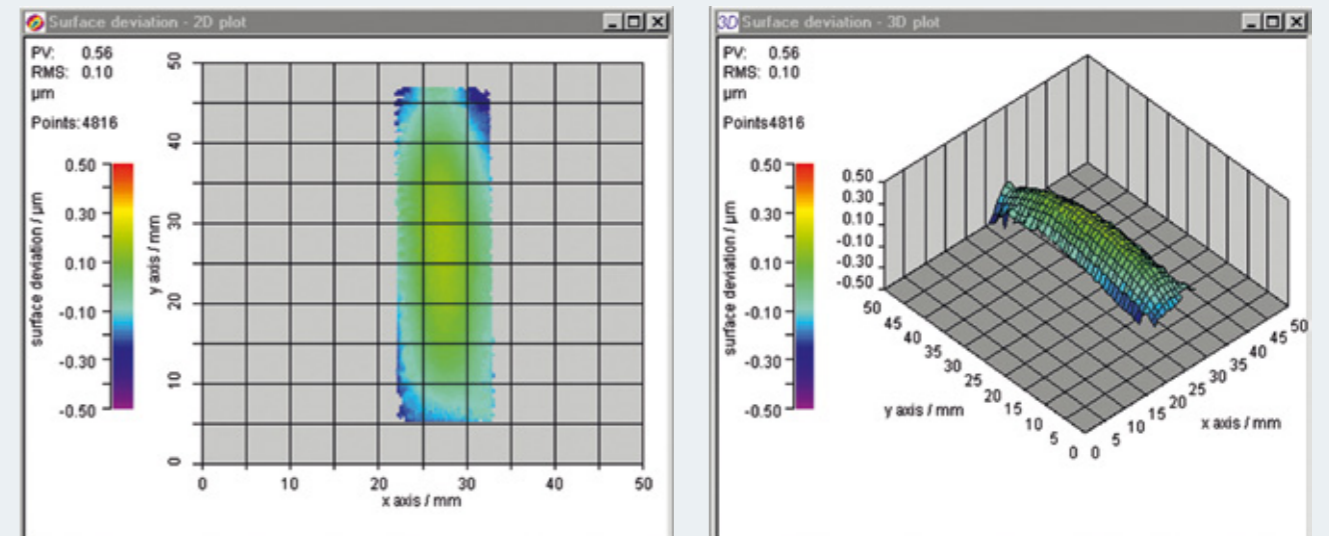 Surface deviation - 2D plot
PV: 0.56
RMS: 0.10
µm
Points: 4816
0.50
0.30
0.10
-0.10
-0.30
-0.50
surface deviation / µm
50
40
30
20
10
0
y axis / mm
0 10 20 30 40 50
x axis / mm
3D Surface deviation - 3D plot
PV: 0.56
RMS: 0.10
µm
Points4816
0.50
0.30
0.10
-0.10
-0.30
-0.50
surface deviation / µm
0.50
0.30
0.10
-0.10
-0.30
-0.50
50 45 40 35 30 25 20 15 10 5 0
y axis / mm
0 5 10 15 20 25 30 35 40 45 50
x axis / mm